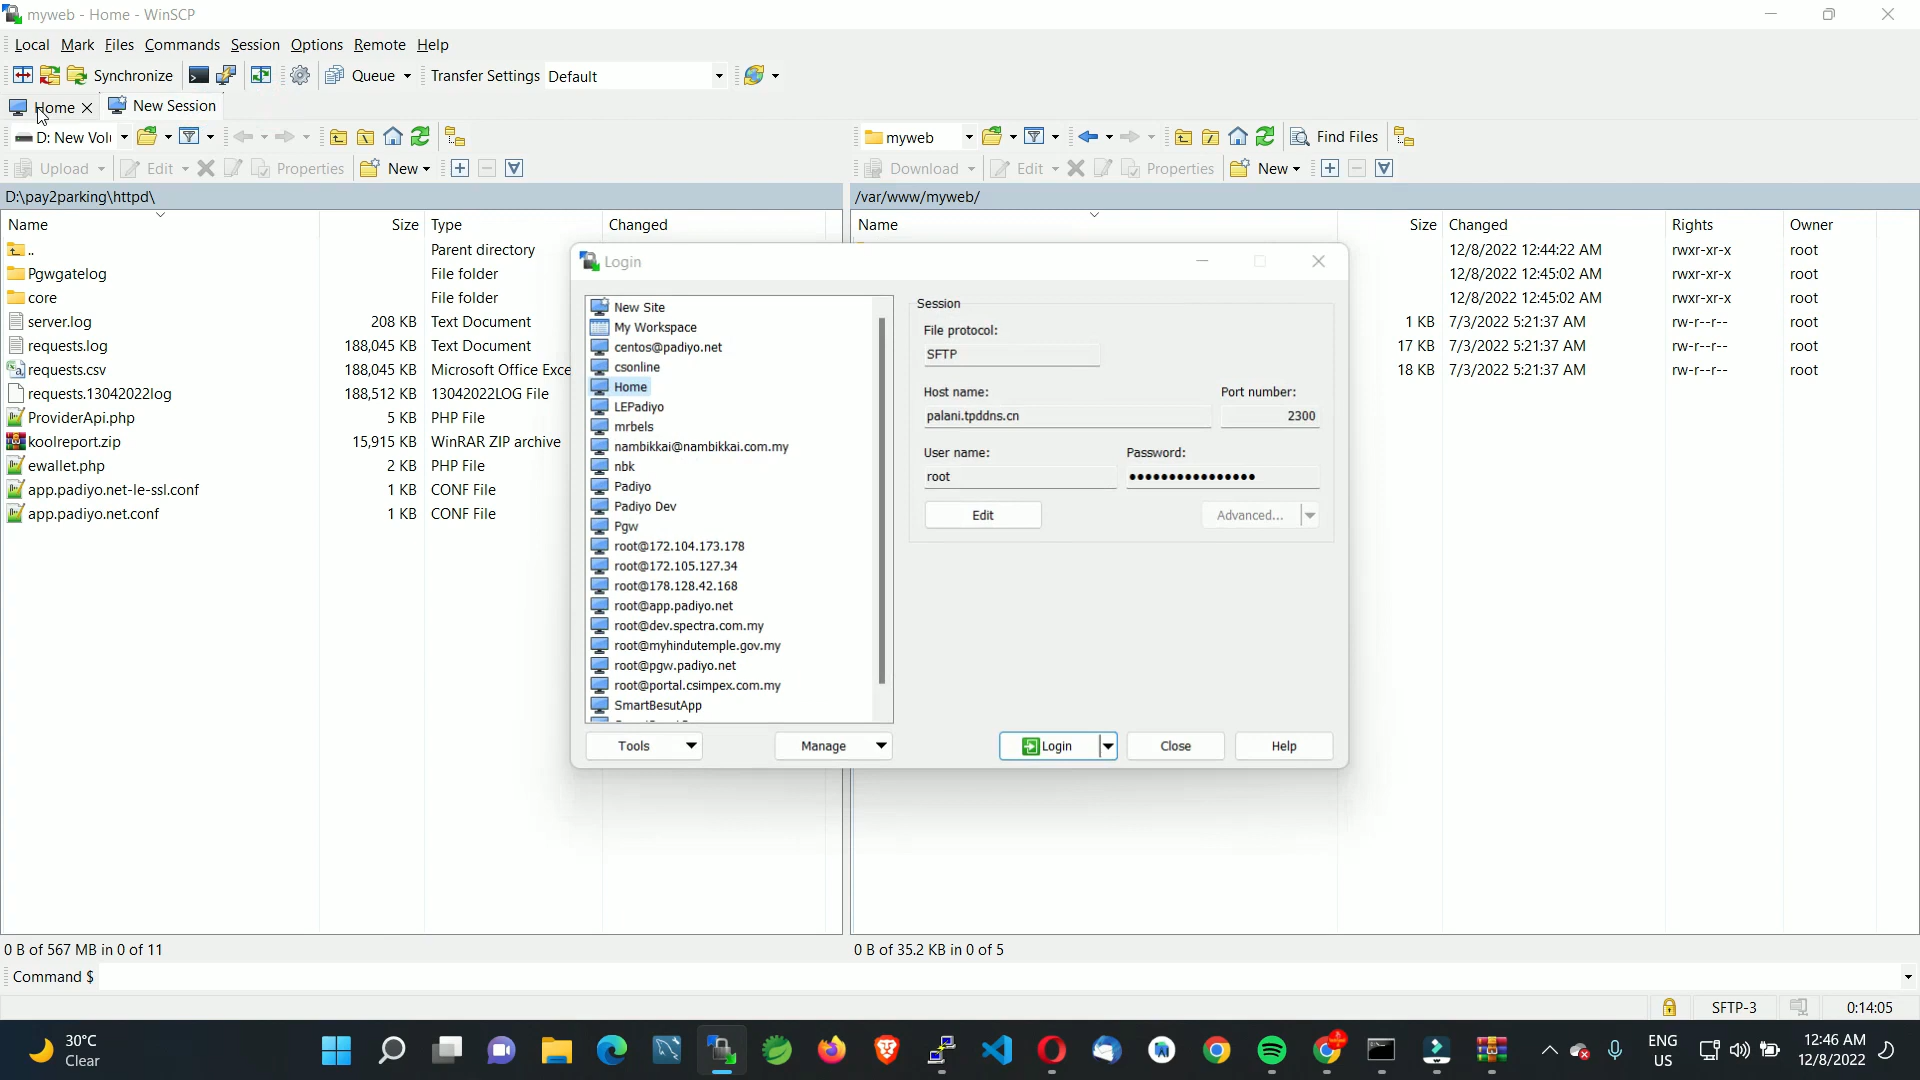 myweb - Home - WinSCP
Local Mark Files Commands Session Options Remote Help
Synchronize Queue Transfer Settings Default
Home New Session
D: New Volu myweb Find Files
Upload Edit Properties New Download Edit Properties New
D:\pay2parking\httpd\ /var/www/myweb/
Name Size Type Changed Name Size Changed Rights Owner
.. Parent directory 12/8/2022 12:44:22 AM rwxr-xr-x root
Pgwgatelog File folder 12/8/2022 12:45:02 AM rwxr-xr-x root
core File folder 12/8/2022 12:45:02 AM rwxr-xr-x root
server.log 208 KB Text Document 1 KB 7/3/2022 5:21:37 AM rw-r--r-- root
requests.log 188,045 KB Text Document 17 KB 7/3/2022 5:21:37 AM rw-r--r-- root
requests.csv 188,045 KB Microsoft Office Exce 18 KB 7/3/2022 5:21:37 AM rw-r--r-- root
requests.13042022log 188,512 KB 13042022LOG File
ProviderApi.php 5 KB PHP File
koolreport.zip 15,915 KB WinRAR ZIP archive
ewallet.php 2 KB PHP File
app.padiyo.net-le-ssl.conf 1 KB CONF File
app.padiyo.net.conf 1 KB CONF File
Login
New Site
My Workspace
centos@padiyo.net
csonline
Home
LEPadiyo
mrbels
nambikkai@nambikkai.com.my
nbk
Padiyo
Padiyo Dev
Pgw
root@172.104.173.178
root@172.105.127.34
root@178.128.42.168
root@app.padiyo.net
root@dev.spectra.com.my
root@myhindutemple.gov.my
root@pgw.padiyo.net
root@portal.csimpex.com.my
SmartBesutApp
Session
File protocol:
SFTP
Host name: Port number:
palani.tpddns.cn 2300
User name: Password:
root ••••••••••••••••
Edit Advanced...
Tools Manage Login Close Help
0 B of 567 MB in 0 of 11 0 B of 35.2 KB in 0 of 5
Command $
SFTP-3 0:14:05
30°C
Clear
ENG
US
12:46 AM
12/8/2022